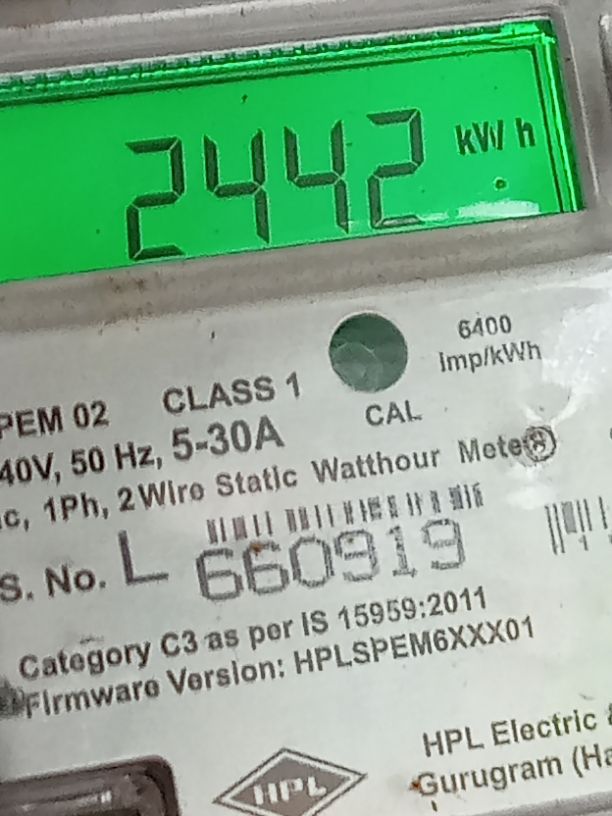 2442 kWh
6400
imp/kWh
PEM 02 CLASS 1
CAL
40V, 50 Hz, 5-30A
c, 1Ph, 2 Wire Static Watthour Meter
S. No. L 660919
Category C3 as per IS 15959:2011
Firmware Version: HPLSPEM6XXX01
HPL Electric &
Gurugram (Ha
HPL